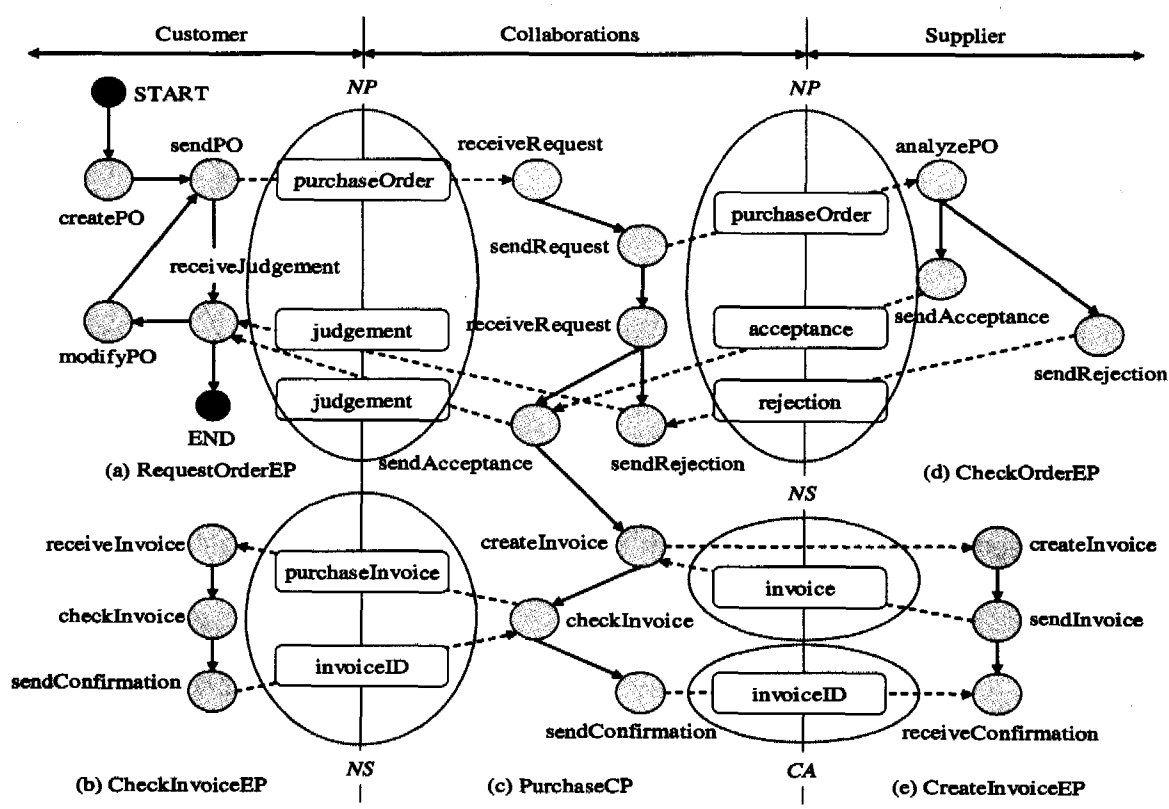 Customer
Collaborations
Supplier
START
NP
NP
sendPO
receiveRequest
analyzePO
purchaseOrder
createPO
purchaseOrder
sendRequest
receiveJudgement
judgement
receiveRequest
acceptance
sendAcceptance
modifyPO
sendRejection
judgement
rejection
END
sendAcceptance
sendRejection
(a) RequestOrderEP
(d) CheckOrderEP
NS
receiveInvoice
createInvoice
createInvoice
purchaseInvoice
invoice
checkInvoice
checkInvoice
sendInvoice
invoiceID
sendConfirmation
invoiceID
sendConfirmation
receiveConfirmation
NS
CA
(b) CheckInvoiceEP
(c) PurchaseCP
(e) CreateInvoiceEP